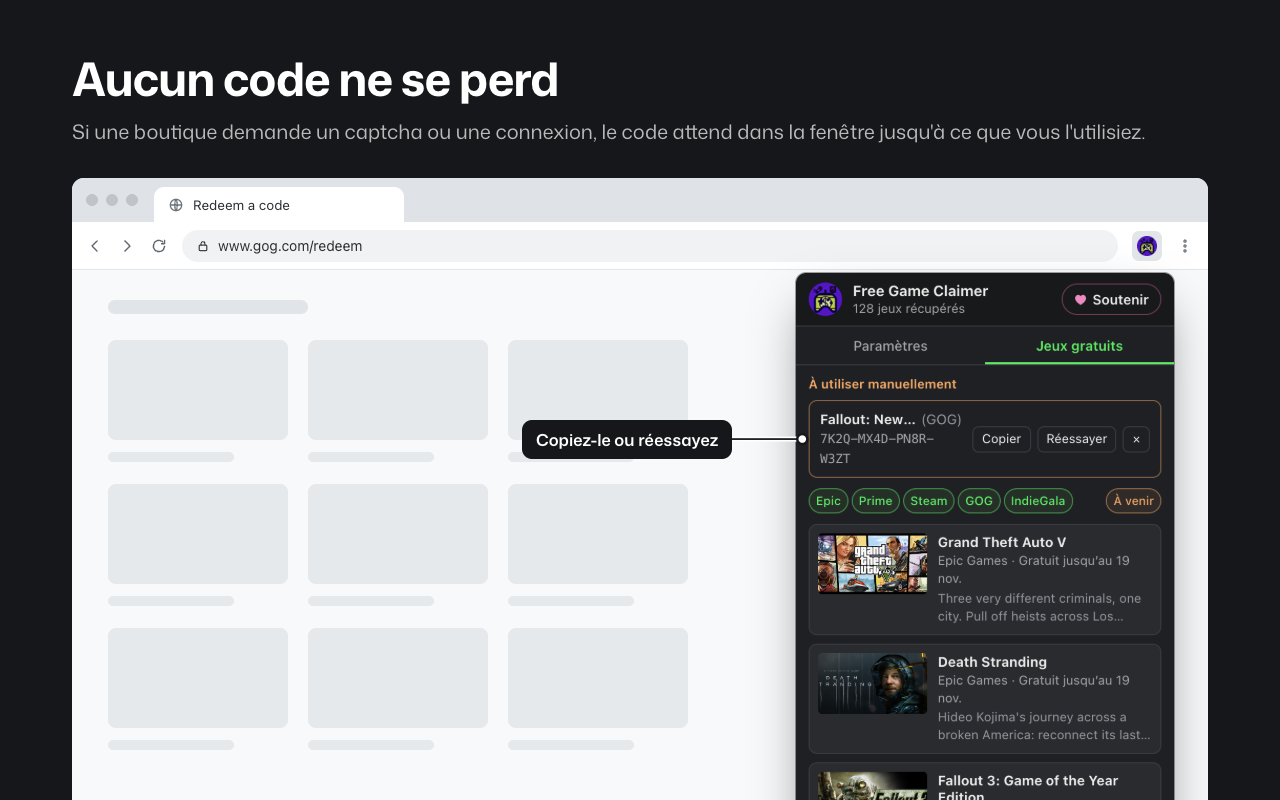 Aucun code ne se perd
Si une boutique demande un captcha ou une connexion, le code attend dans la fenêtre jusqu'à ce que vous l'utilisiez.
Redeem a code
www.gog.com/redeem
Free Game Claimer
128 jeux récupérés
Soutenir
Paramètres
Jeux gratuits
À utiliser manuellement
Fallout: New... (GOG)
7K2Q–MX4D–PN8R–
W3ZT
Copier
Réessayer
×
Copiez-le ou réessayez
Epic
Prime
Steam
GOG
IndieGala
À venir
grand
theft
auto
Grand Theft Auto V
Epic Games · Gratuit jusqu'au 19
nov.
Three very different criminals, one
city. Pull off heists across Los...
DEATH
STRANDING
Death Stranding
Epic Games · Gratuit jusqu'au 19
nov.
Hideo Kojima's journey across a
broken America: reconnect its last...
Fallout 3: Game of the Year
Edition